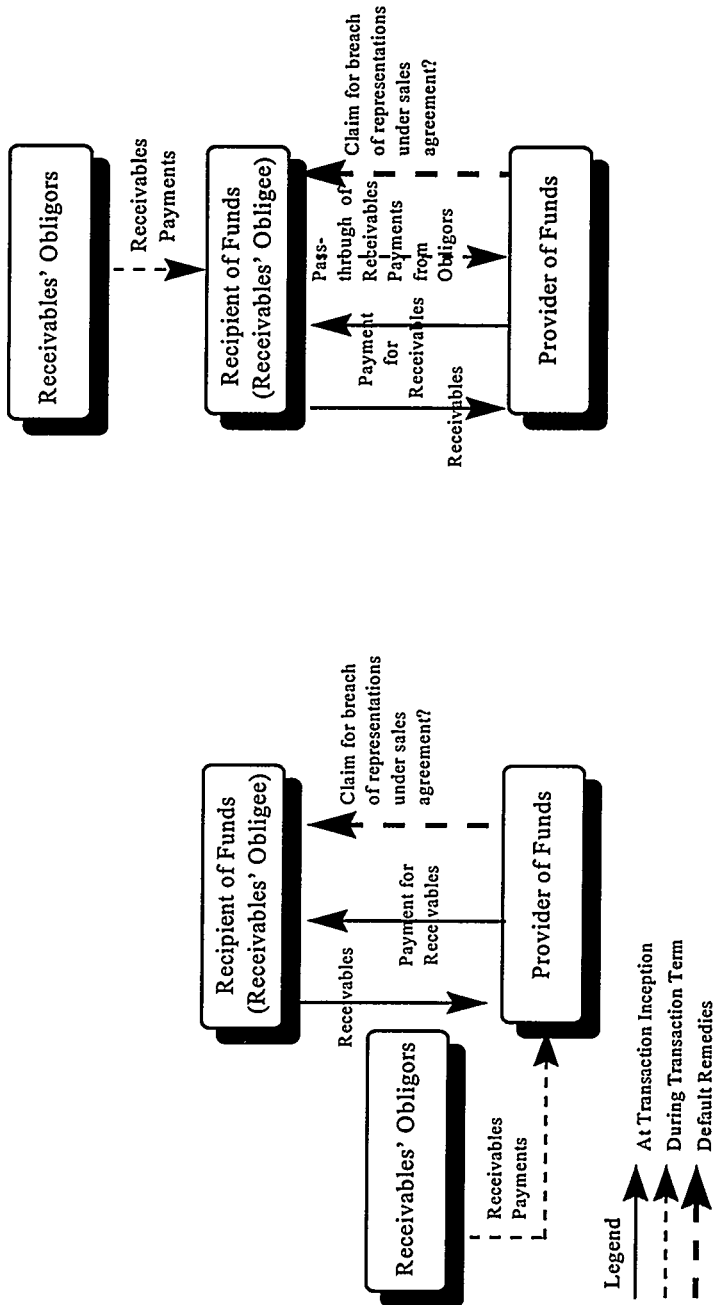 Recipient of Funds
(Receivables' Obligee)
Receivables
Payment for
Receivables
Claim for breach
of representations
under sales
agreement?
Receivables' Obligors
Receivables
Payments
Provider of Funds
Legend
At Transaction Inception
During Transaction Term
Default Remedies
Receivables' Obligors
Receivables
Payments
Recipient of Funds
(Receivables' Obligee)
Receivables
Payment
for
Receivables
Pass-
through of
Receivables
Payments
from
Obligors
Claim for breach
of representations
under sales
agreement?
Provider of Funds